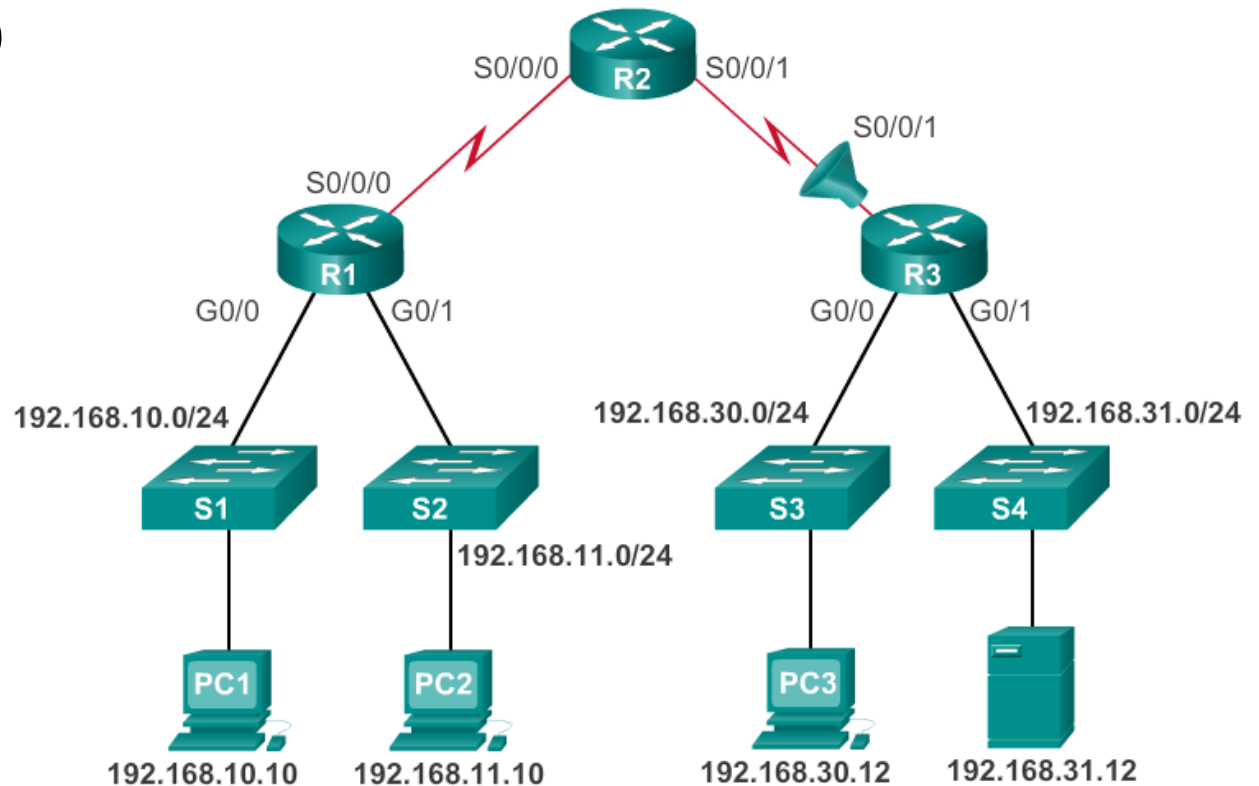 )
S0/0/0
R2
S0/0/1
S0/0/1
S0/0/0
R1
R3
G0/0
G0/1
G0/0
G0/1
192.168.10.0/24
192.168.30.0/24
192.168.31.0/24
S1
S2
S3
S4
192.168.11.0/24
PC1
PC2
PC3
192.168.10.10
192.168.11.10
192.168.30.12
192.168.31.12